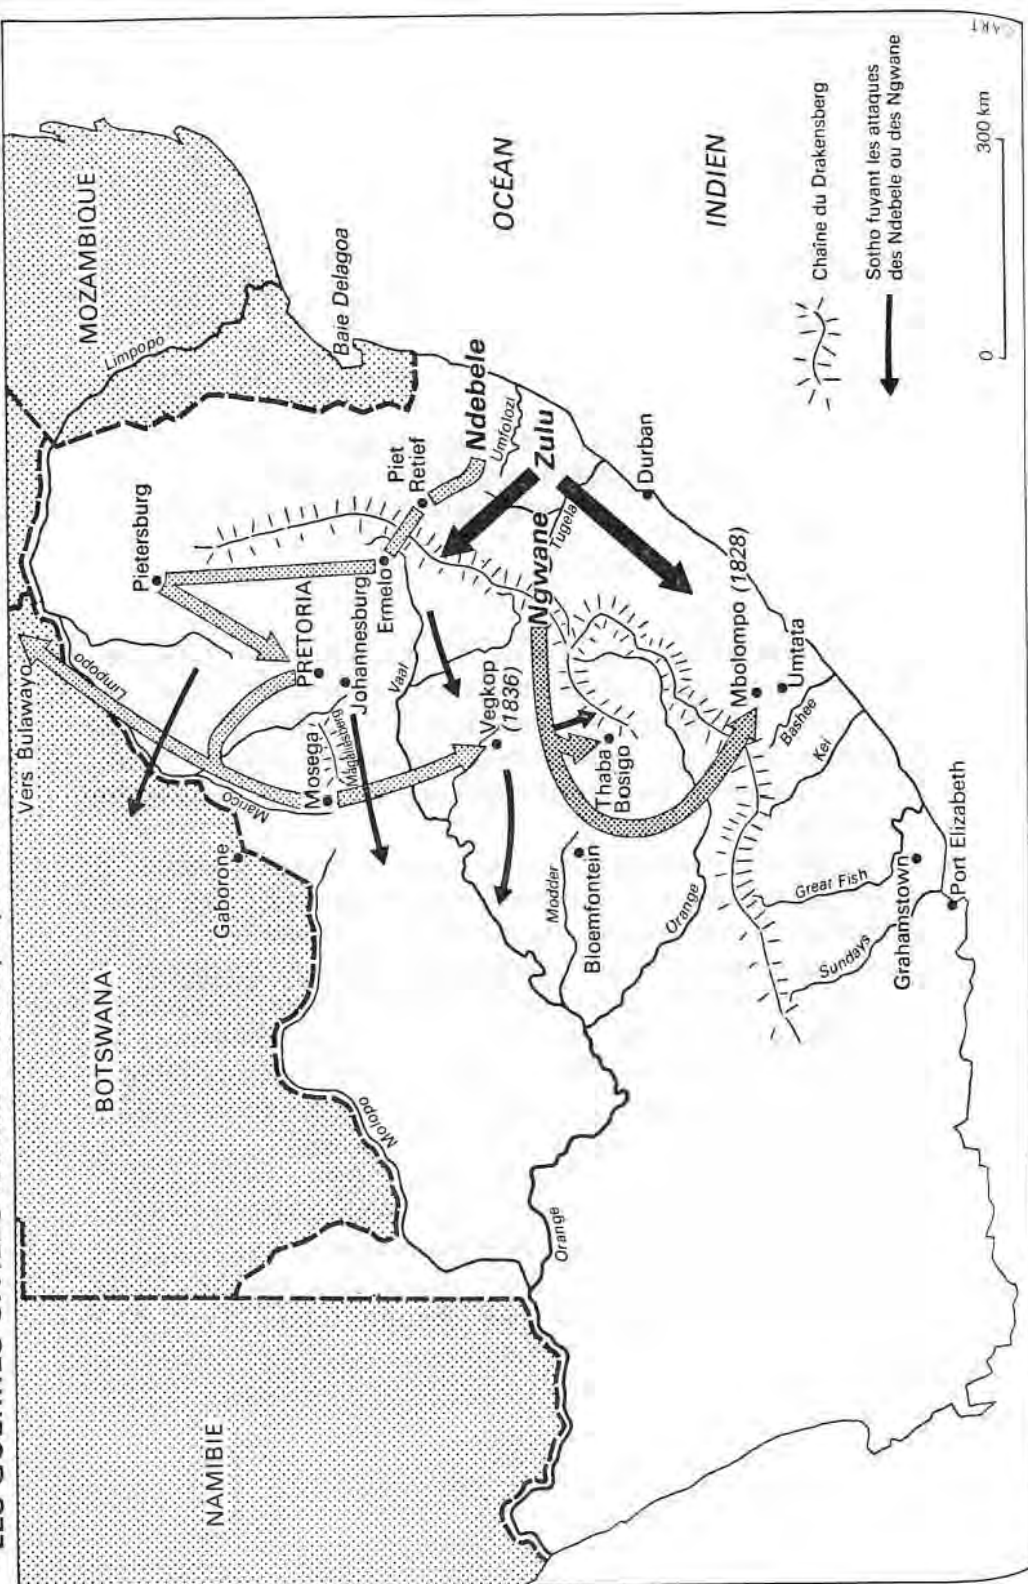 MOZAMBIQUE
BOTSWANA
NAMIBIE
OCÉAN
INDIEN
Baie Delagoa
Limpopo
Vers Bulawayo
Limpopo
Pietersburg
PRETORIA
Johannesburg
Ermelo
Piet
Retief
Ndebele
Umfolozi
Zulu
Ngwane
Tugela
Durban
Vaal
Vegkop
(1836)
Mosega
Magaliesberg
Marico
Gaborone
Molopo
Thaba
Bosigo
Modder
Bloemfontein
Orange
Orange
Mbolompo (1828)
Umtata
Bashee
Kei
Great Fish
Sundays
Grahamstown
Port Elizabeth
Chaîne du Drakensberg
Sotho fuyant les attaques
des Ndebele ou des Ngwane
0 300 km